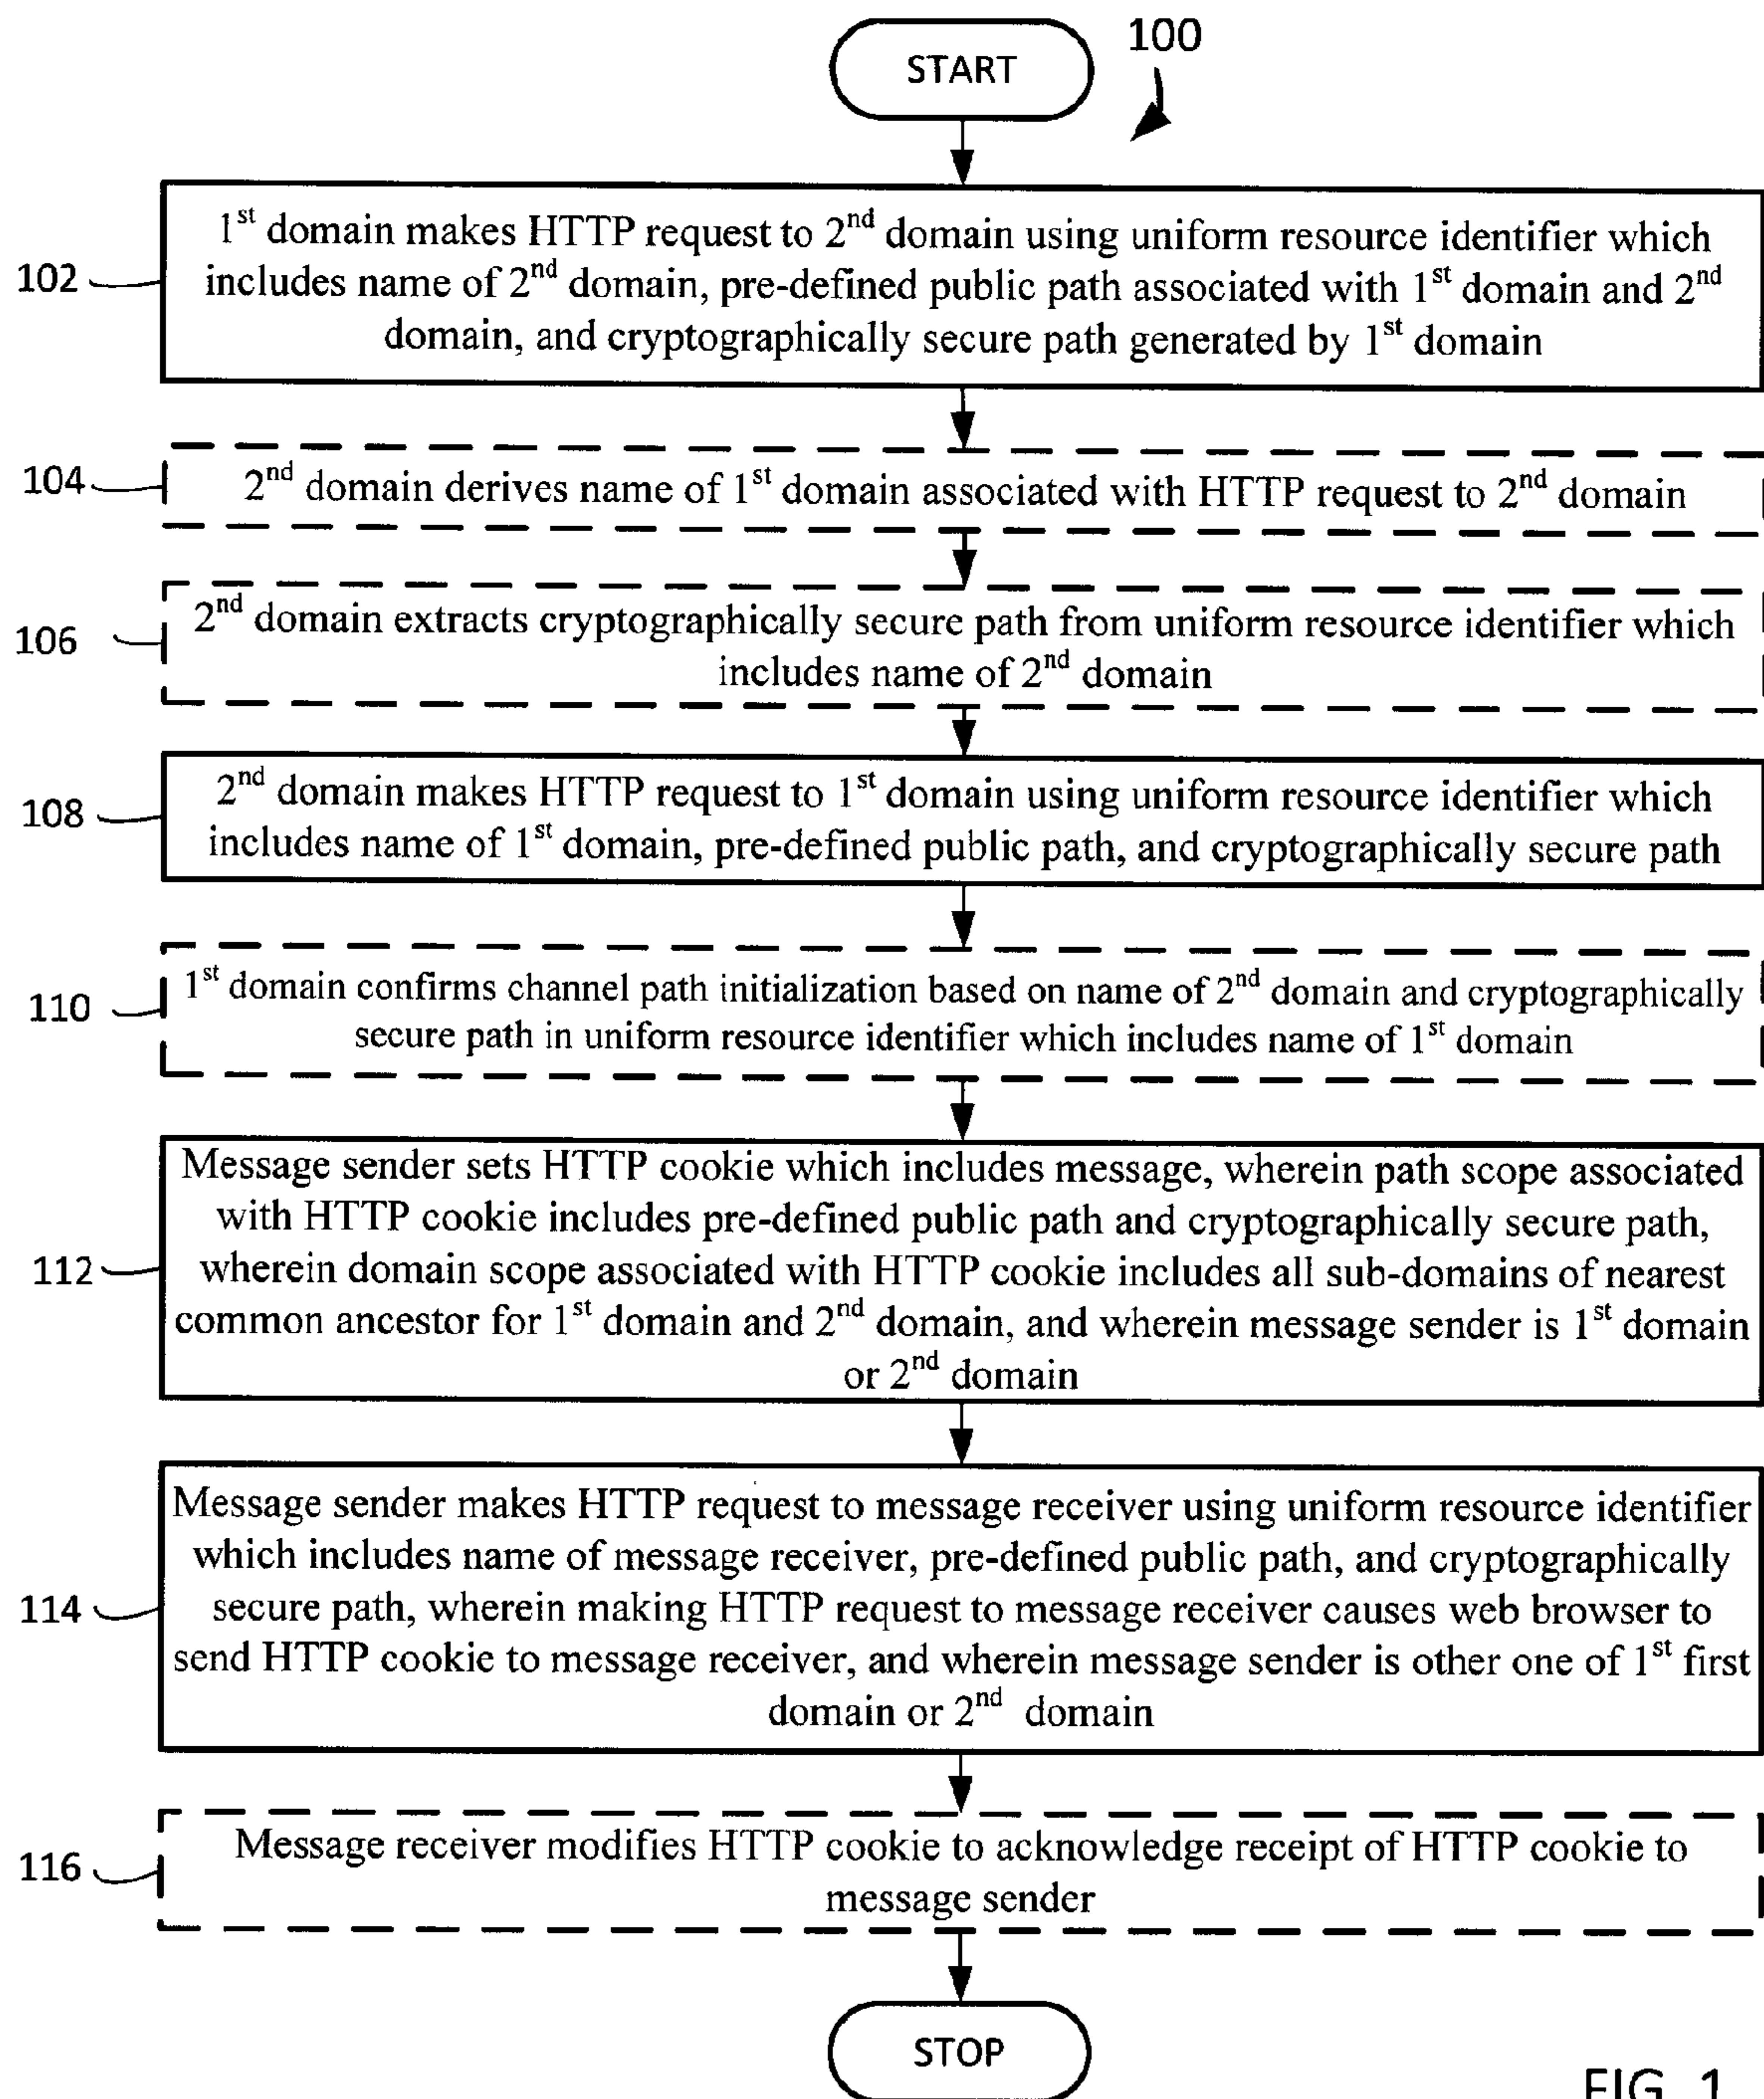 START
100
1st domain makes HTTP request to 2nd domain using uniform resource identifier which
includes name of 2nd domain, pre-defined public path associated with 1st domain and 2nd
domain, and cryptographically secure path generated by 1st domain
102
2nd domain derives name of 1st domain associated with HTTP request to 2nd domain
104
2nd domain extracts cryptographically secure path from uniform resource identifier which
includes name of 2nd domain
106
2nd domain makes HTTP request to 1st domain using uniform resource identifier which
includes name of 1st domain, pre-defined public path, and cryptographically secure path
108
1st domain confirms channel path initialization based on name of 2nd domain and cryptographically
secure path in uniform resource identifier which includes name of 1st domain
110
Message sender sets HTTP cookie which includes message, wherein path scope associated
with HTTP cookie includes pre-defined public path and cryptographically secure path,
wherein domain scope associated with HTTP cookie includes all sub-domains of nearest
common ancestor for 1st domain and 2nd domain, and wherein message sender is 1st domain
or 2nd domain
112
Message sender makes HTTP request to message receiver using uniform resource identifier
which includes name of message receiver, pre-defined public path, and cryptographically
secure path, wherein making HTTP request to message receiver causes web browser to
send HTTP cookie to message receiver, and wherein message sender is other one of 1st first
domain or 2nd domain
114
Message receiver modifies HTTP cookie to acknowledge receipt of HTTP cookie to
message sender
116
STOP
FIG. 1